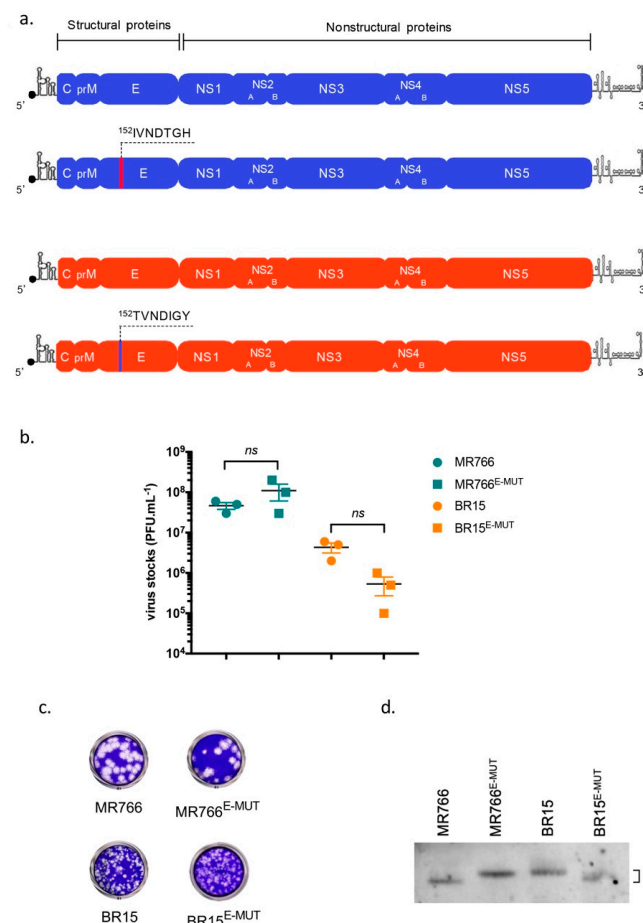 a.
Structural proteins Nonstructural proteins
C prM E NS1 NS2 A B NS3 NS4 A B NS5
5' 3'
¹⁵²IVNDTGH
C prM E NS1 NS2 A B NS3 NS4 A B NS5
5' 3'
C prM E NS1 NS2 A B NS3 NS4 A B NS5
5' 3'
¹⁵²TVNDIGY
C prM E NS1 NS2 A B NS3 NS4 A B NS5
5' 3'
b.
virus stocks (PFU.mL⁻¹)
10⁹
10⁸
10⁷
10⁶
10⁵
10⁴
ns
ns
MR766
MR766ᴱ⁻ᴹᵁᵀ
BR15
BR15ᴱ⁻ᴹᵁᵀ
c.
MR766 MR766ᴱ⁻ᴹᵁᵀ
BR15 BR15ᴱ⁻ᴹᵁᵀ
d.
MR766
MR766ᴱ⁻ᴹᵁᵀ
BR15
BR15ᴱ⁻ᴹᵁᵀ